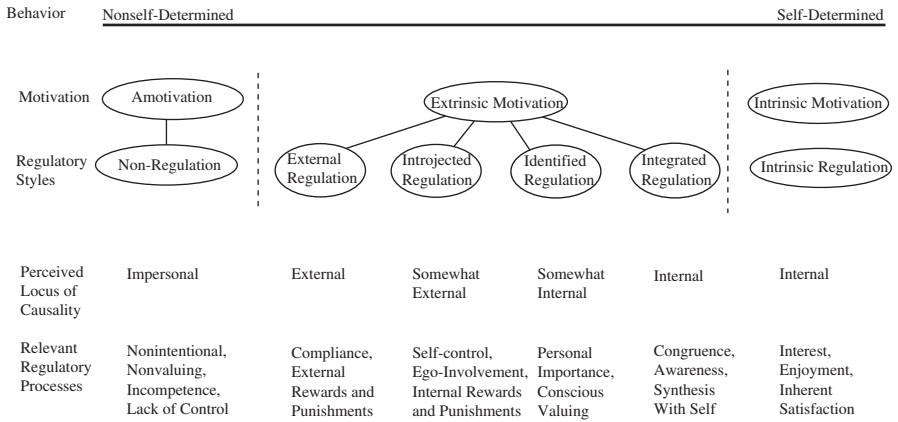 Behavior Nonself-Determined Self-Determined
Motivation Amotivation Extrinsic Motivation Intrinsic Motivation
Regulatory
Styles
Non-Regulation
External
Regulation
Introjected
Regulation
Identified
Regulation
Integrated
Regulation
Intrinsic Regulation
Perceived
Locus of
Causality
Impersonal
External
Somewhat
External
Somewhat
Internal
Internal
Internal
Relevant
Regulatory
Processes
Nonintentional,
Nonvaluing,
Incompetence,
Lack of Control
Compliance,
External
Rewards and
Punishments
Self-control,
Ego-Involvement,
Internal Rewards
and Punishments
Personal
Importance,
Conscious
Valuing
Congruence,
Awareness,
Synthesis
With Self
Interest,
Enjoyment,
Inherent
Satisfaction